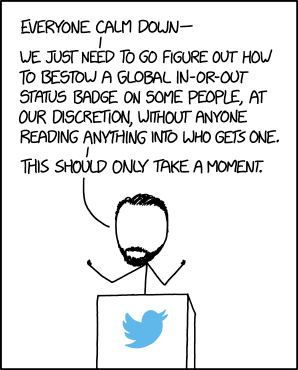 EVERYONE CALM DOWN—
WE JUST NEED TO GO FIGURE OUT HOW
TO BESTOW A GLOBAL IN-OR-OUT
STATUS BADGE ON SOME PEOPLE, AT
OUR DISCRETION, WITHOUT ANYONE
READING ANYTHING INTO WHO GETS ONE.
THIS SHOULD ONLY TAKE A MOMENT.